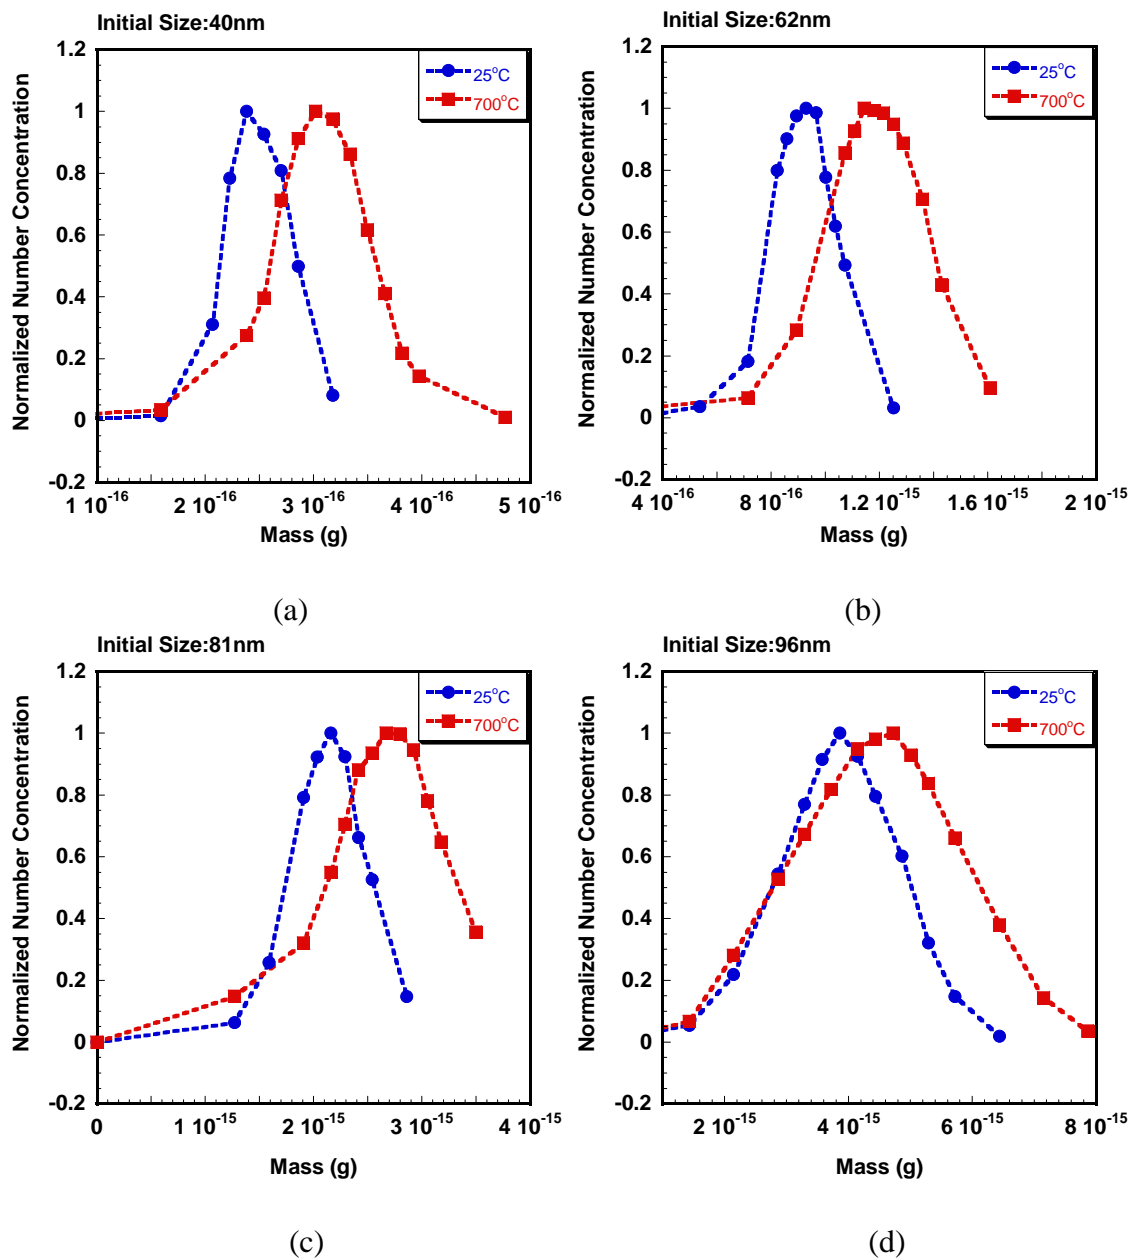 Initial Size:40nm
1.2
1
0.8
0.6
0.4
0.2
0
-0.2
Normalized Number Concentration
25°C
700°C
1 10⁻¹⁶ 2 10⁻¹⁶ 3 10⁻¹⁶ 4 10⁻¹⁶ 5 10⁻¹⁶
Mass (g)
(a)
Initial Size:62nm
1.2
1
0.8
0.6
0.4
0.2
0
-0.2
Normalized Number Concentration
25°C
700°C
4 10⁻¹⁶ 8 10⁻¹⁶ 1.2 10⁻¹⁵ 1.6 10⁻¹⁵ 2 10⁻¹⁵
Mass (g)
(b)
Initial Size:81nm
1.2
1
0.8
0.6
0.4
0.2
0
-0.2
Normalized Number Concentration
25°C
700°C
0 1 10⁻¹⁵ 2 10⁻¹⁵ 3 10⁻¹⁵ 4 10⁻¹⁵
Mass (g)
(c)
Initial Size:96nm
1.2
1
0.8
0.6
0.4
0.2
0
-0.2
Normalized Number Concentration
25°C
700°C
2 10⁻¹⁵ 4 10⁻¹⁵ 6 10⁻¹⁵ 8 10⁻¹⁵
Mass (g)
(d)